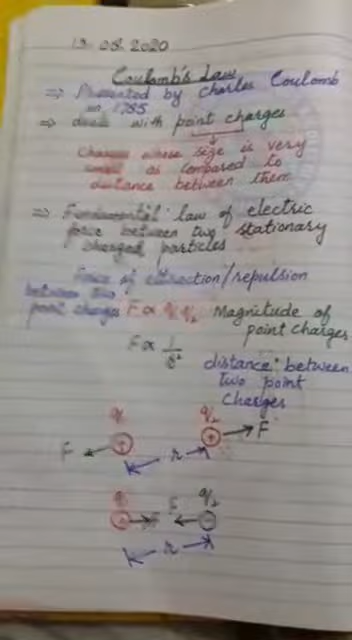 13.08.2020
Coulomb's Law
⇒ Presented by Charles Coulomb
in 1785
⇒ deals with point charges
Charges whose size is very
small as compared to
distance between them
⇒ Fundamental law of electric
force between two stationary
charged particles
Force of attraction/repulsion
between two
point charges F ∝ q₁ q₂ Magnitude of
point charges
F ∝ 1/r²
distance between
two point
charges
q₁ q₂
F + + F
r
q₁ F F q₂
+ −
r